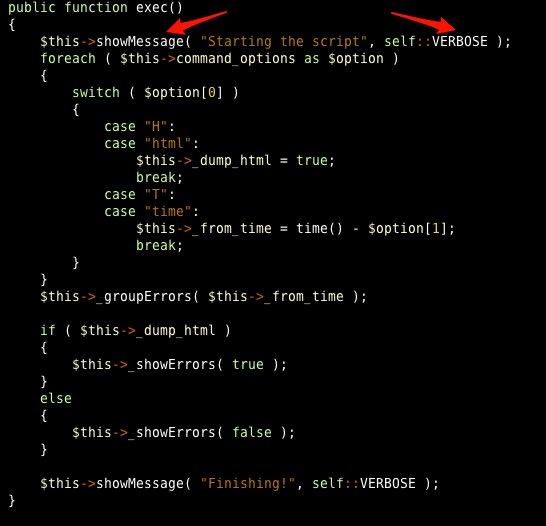 public function exec()
{
    $this->showMessage( "Starting the script", self::VERBOSE );
    foreach ( $this->command_options as $option )
    {
        switch ( $option[0] )
        {
            case "H":
            case "html":
                $this->_dump_html = true;
                break;
            case "T":
            case "time":
                $this->_from_time = time() - $option[1];
                break;
        }
    }
    $this->_groupErrors( $this->_from_time );

    if ( $this->_dump_html )
    {
        $this->_showErrors( true );
    }
    else
    {
        $this->_showErrors( false );
    }

    $this->showMessage( "Finishing!", self::VERBOSE );
}